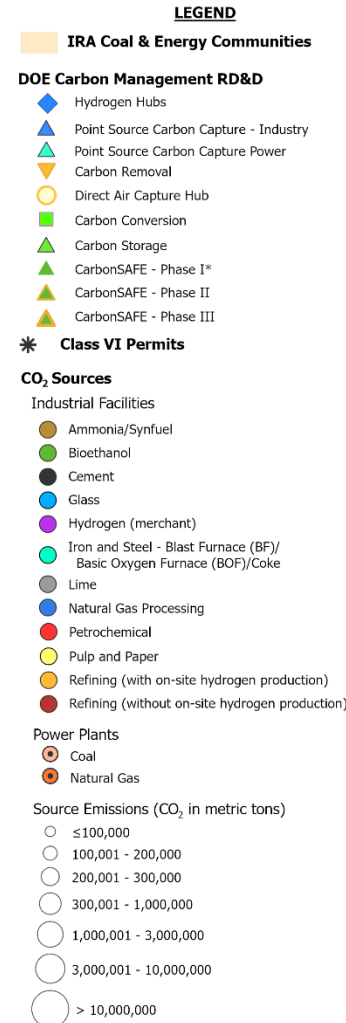 LEGEND
IRA Coal & Energy Communities
DOE Carbon Management RD&D
Hydrogen Hubs
Point Source Carbon Capture - Industry
Point Source Carbon Capture Power
Carbon Removal
Direct Air Capture Hub
Carbon Conversion
Carbon Storage
CarbonSAFE - Phase I*
CarbonSAFE - Phase II
CarbonSAFE - Phase III
Class VI Permits
CO₂ Sources
Industrial Facilities
Ammonia/Synfuel
Bioethanol
Cement
Glass
Hydrogen (merchant)
Iron and Steel - Blast Furnace (BF)/
Basic Oxygen Furnace (BOF)/Coke
Lime
Natural Gas Processing
Petrochemical
Pulp and Paper
Refining (with on-site hydrogen production)
Refining (without on-site hydrogen production)
Power Plants
Coal
Natural Gas
Source Emissions (CO₂ in metric tons)
≤100,000
100,001 - 200,000
200,001 - 300,000
300,001 - 1,000,000
1,000,001 - 3,000,000
3,000,001 - 10,000,000
> 10,000,000